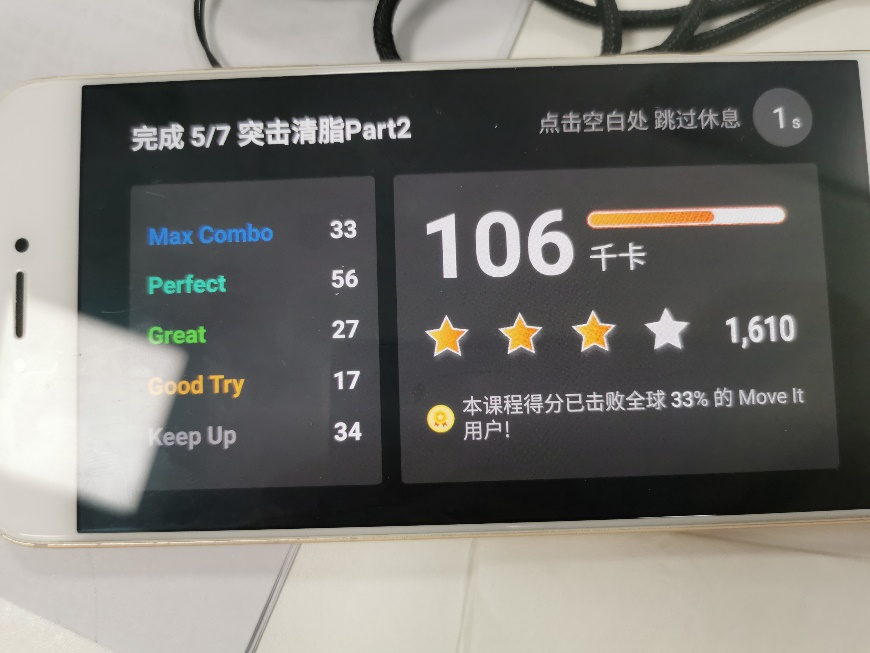 完成 5/7 突击清脂Part2
点击空白处 跳过休息
1 s
Max Combo 33
Perfect 56
Great 27
Good Try 17
Keep Up 34
106 千卡
1,610
本课程得分已击败全球 33% 的 Move It
用户!